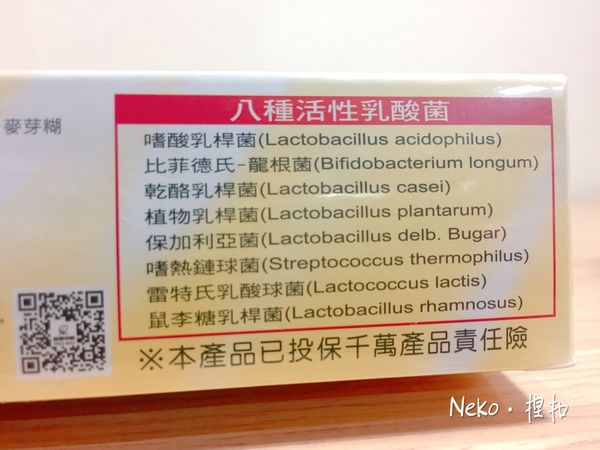 麥芽糊
八種活性乳酸菌
嗜酸乳桿菌(Lactobacillus acidophilus)
比菲德氏-龍根菌(Bifidobacterium longum)
乾酪乳桿菌(Lactobacillus casei)
植物乳桿菌(Lactobacillus plantarum)
保加利亞菌(Lactobacillus delb. Bugar)
嗜熱鏈球菌(Streptococcus thermophilus)
雷特氏乳酸球菌(Lactococcus lactis)
鼠李糖乳桿菌(Lactobacillus rhamnosus)
※本產品已投保千萬產品責任險
Neko・捏扣